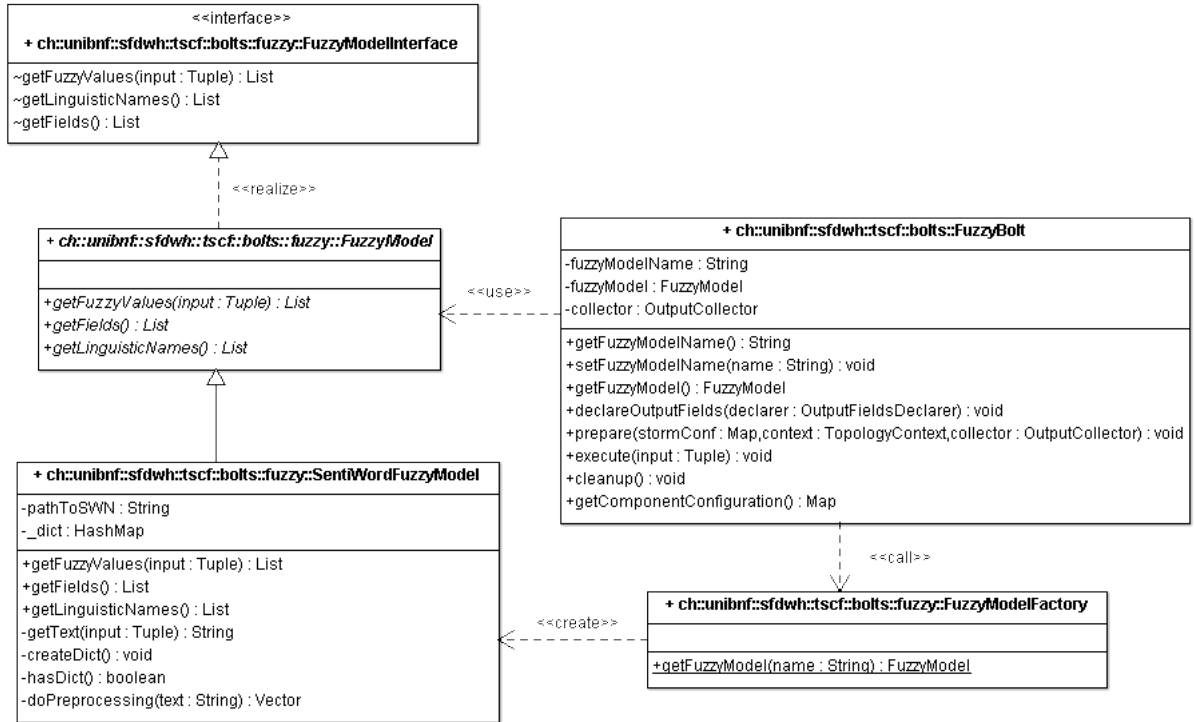 <<interface>>
+ ch::unibnf::sfdwh::tscf::bolts::fuzzy::FuzzyModelInterface
~getFuzzyValues(input : Tuple) : List
~getLinguisticNames() : List
~getFields() : List
<<realize>>
+ ch::unibnf::sfdwh::tscf::bolts::fuzzy::FuzzyModel
+getFuzzyValues(input : Tuple) : List
+getFields() : List
+getLinguisticNames() : List
<<use>>
+ ch::unibnf::sfdwh::tscf::bolts::FuzzyBolt
-fuzzyModelName : String
-fuzzyModel : FuzzyModel
-collector : OutputCollector
+getFuzzyModelName() : String
+setFuzzyModelName(name : String) : void
+getFuzzyModel() : FuzzyModel
+declareOutputFields(declarer : OutputFieldsDeclarer) : void
+prepare(stormConf : Map,context : TopologyContext,collector : OutputCollector) : void
+execute(input : Tuple) : void
+cleanup() : void
+getComponentConfiguration() : Map
+ ch::unibnf::sfdwh::tscf::bolts::fuzzy::SentiWordFuzzyModel
-pathToSWN : String
-_dict : HashMap
+getFuzzyValues(input : Tuple) : List
+getFields() : List
+getLinguisticNames() : List
-getText(input : Tuple) : String
-createDict() : void
-hasDict() : boolean
-doPreprocessing(text : String) : Vector
<<call>>
<<create>>
+ ch::unibnf::sfdwh::tscf::bolts::fuzzy::FuzzyModelFactory
+getFuzzyModel(name : String) : FuzzyModel